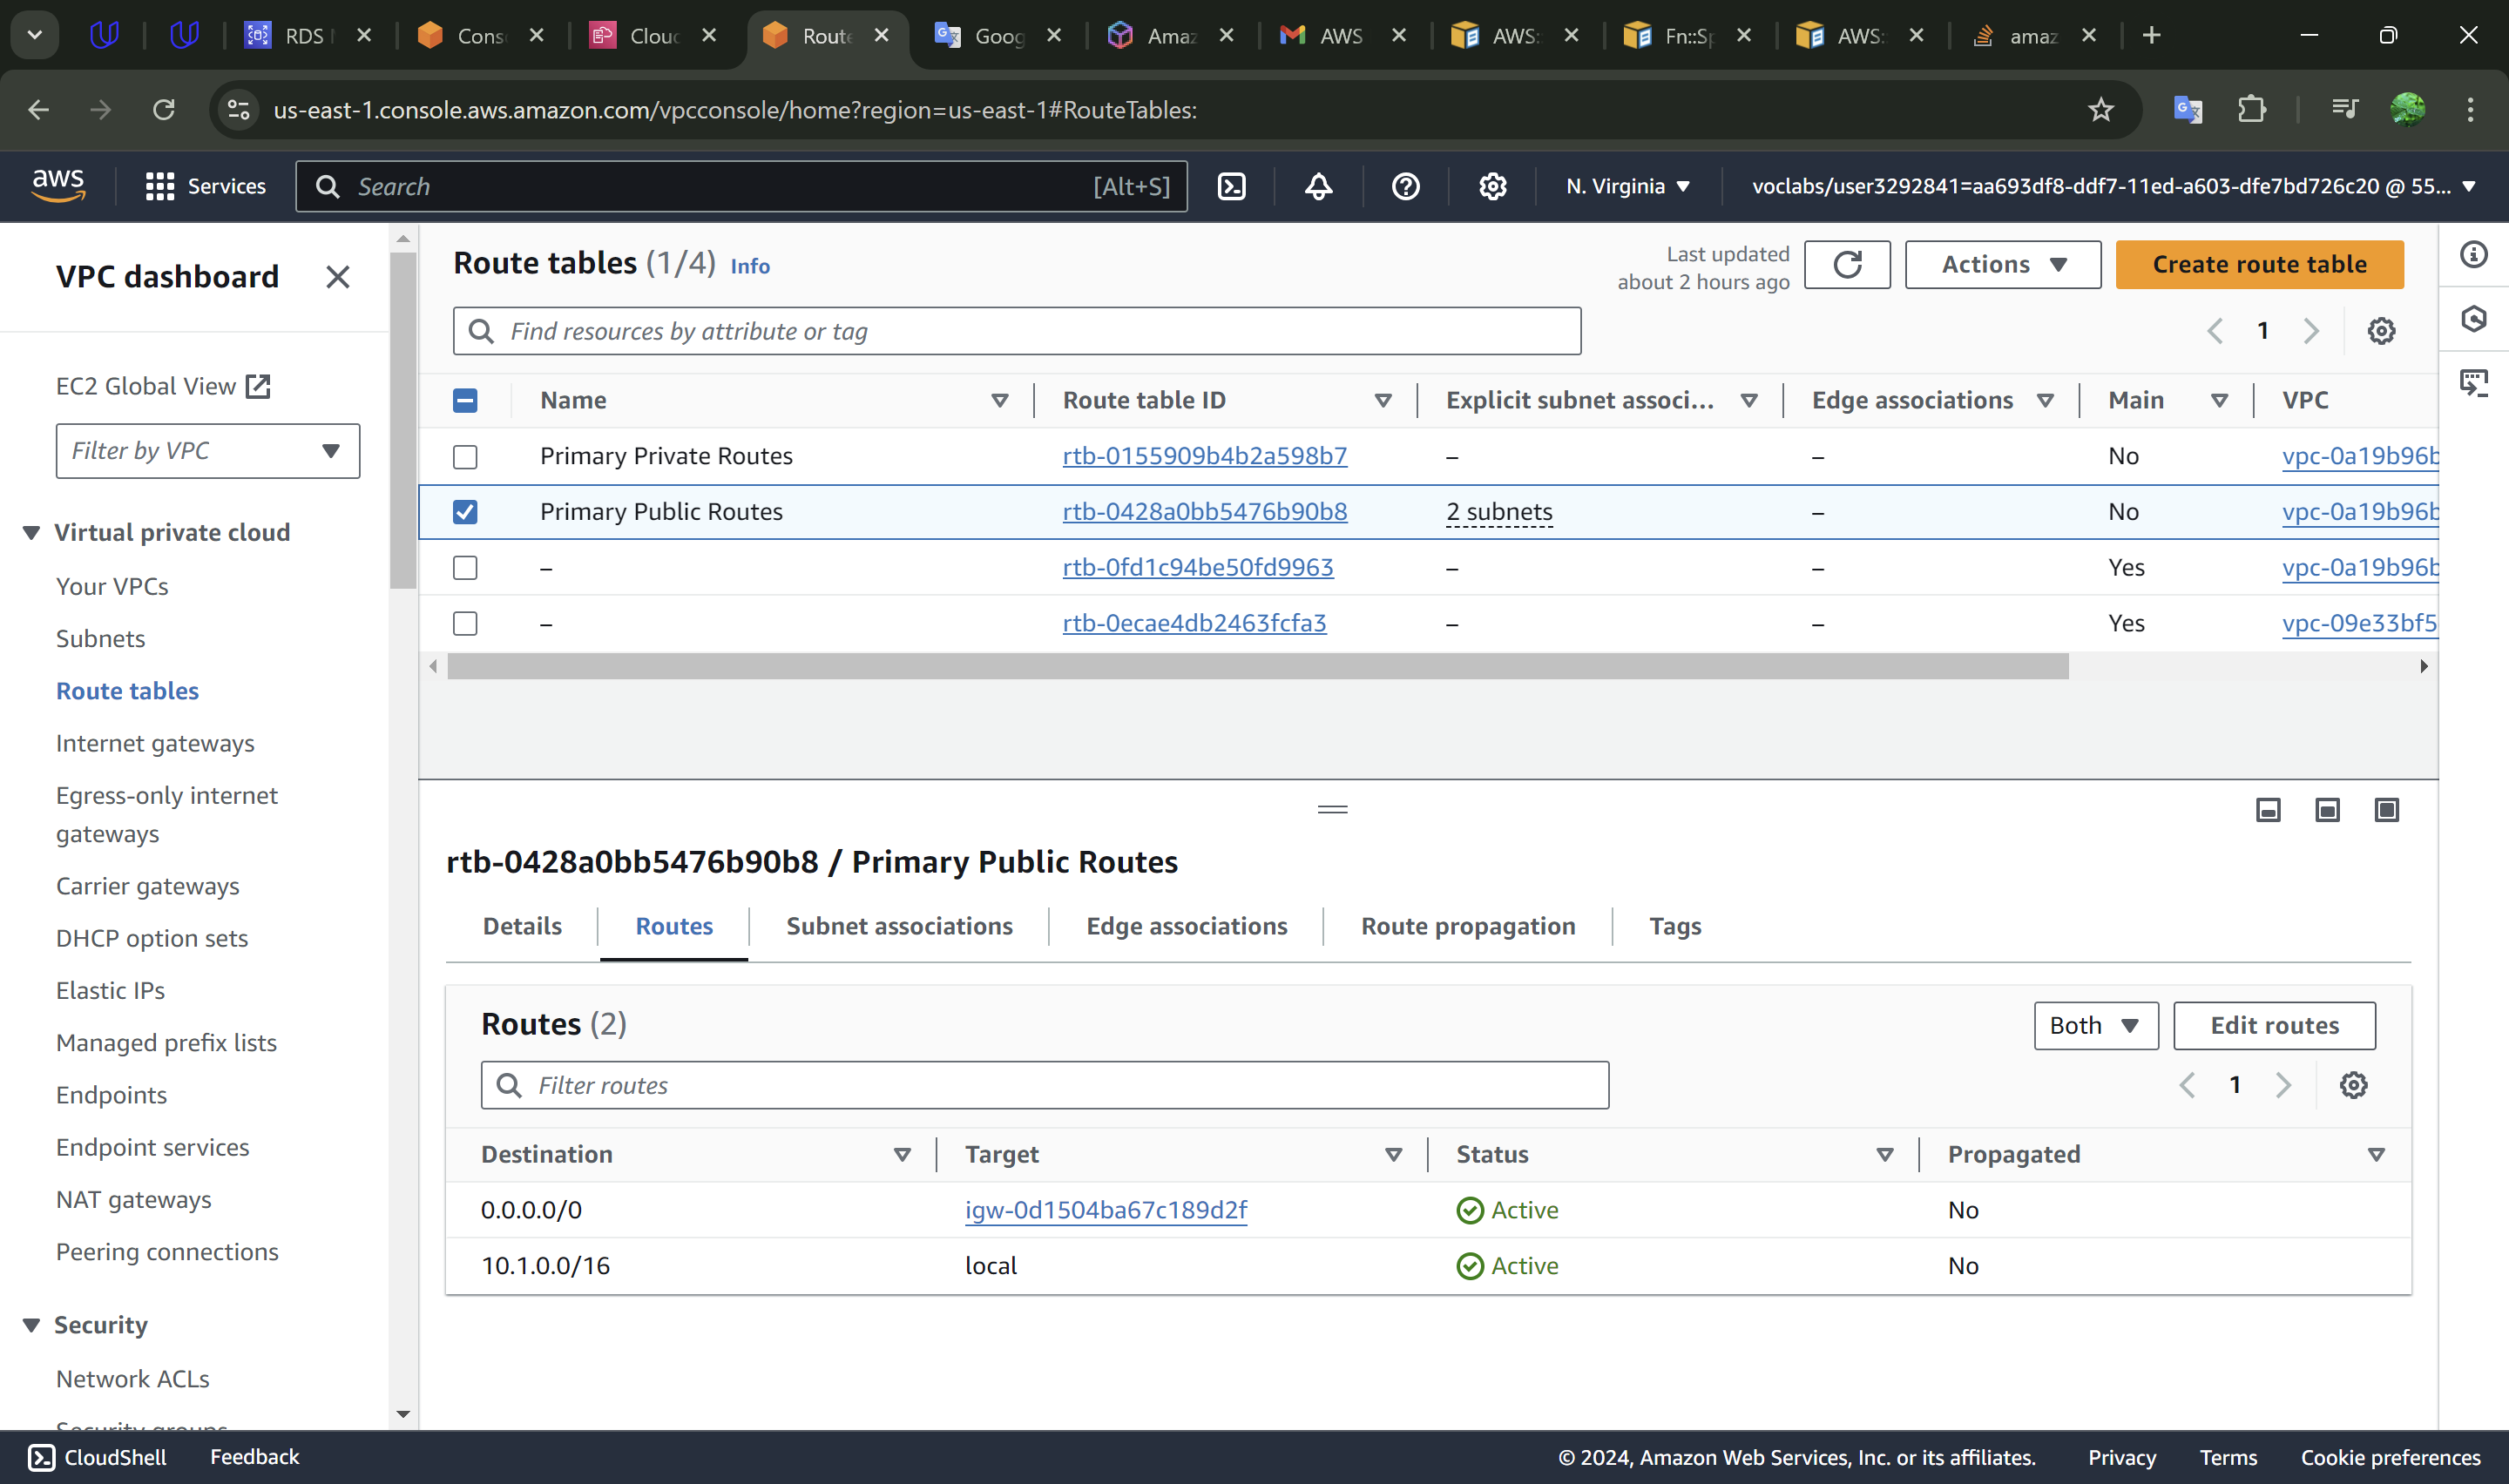 RDS
Cons
Clou
Route
Goog
Amaz
AWS
AWS:
Fn::Sp
AWS:
amaz
us-east-1.console.aws.amazon.com/vpcconsole/home?region=us-east-1#RouteTables:
aws
Services
Search
[Alt+S]
N. Virginia
voclabs/user3292841=aa693df8-ddf7-11ed-a603-dfe7bd726c20 @ 55...
VPC dashboard
EC2 Global View
Filter by VPC
Virtual private cloud
Your VPCs
Subnets
Route tables
Internet gateways
Egress-only internet
gateways
Carrier gateways
DHCP option sets
Elastic IPs
Managed prefix lists
Endpoints
Endpoint services
NAT gateways
Peering connections
Security
Network ACLs
Security groups
Route tables (1/4) Info
Last updated
about 2 hours ago
Actions
Create route table
Find resources by attribute or tag
1
Name Route table ID Explicit subnet associ... Edge associations Main VPC
Primary Private Routes rtb-0155909b4b2a598b7 – – No vpc-0a19b96b
Primary Public Routes rtb-0428a0bb5476b90b8 2 subnets – No vpc-0a19b96b
– rtb-0fd1c94be50fd9963 – – Yes vpc-0a19b96b
– rtb-0ecae4db2463fcfa3 – – Yes vpc-09e33bf5
rtb-0428a0bb5476b90b8 / Primary Public Routes
Details Routes Subnet associations Edge associations Route propagation Tags
Routes (2)
Both
Edit routes
Filter routes
1
Destination Target Status Propagated
0.0.0.0/0 igw-0d1504ba67c189d2f Active No
10.1.0.0/16 local Active No
CloudShell Feedback © 2024, Amazon Web Services, Inc. or its affiliates. Privacy Terms Cookie preferences